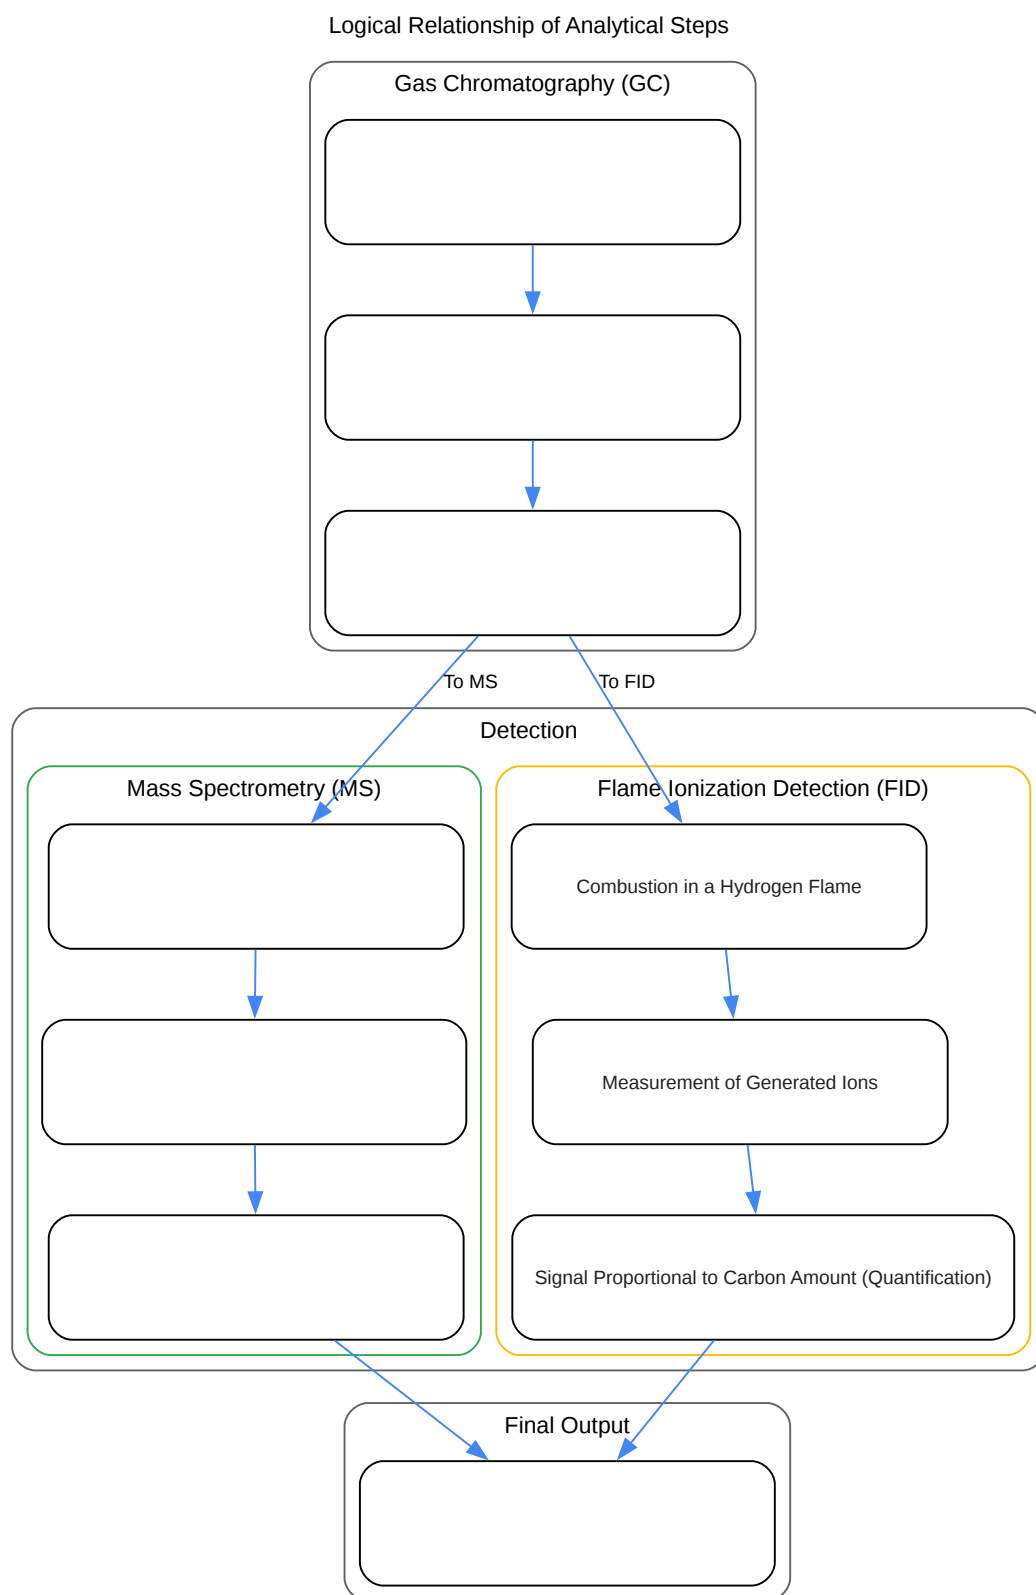 Logical Relationship of Analytical Steps
Gas Chromatography (GC)
To MS
To FID
Detection
Mass Spectrometry (MS)
Flame Ionization Detection (FID)
Combustion in a Hydrogen Flame
Measurement of Generated Ions
Signal Proportional to Carbon Amount (Quantification)
Final Output